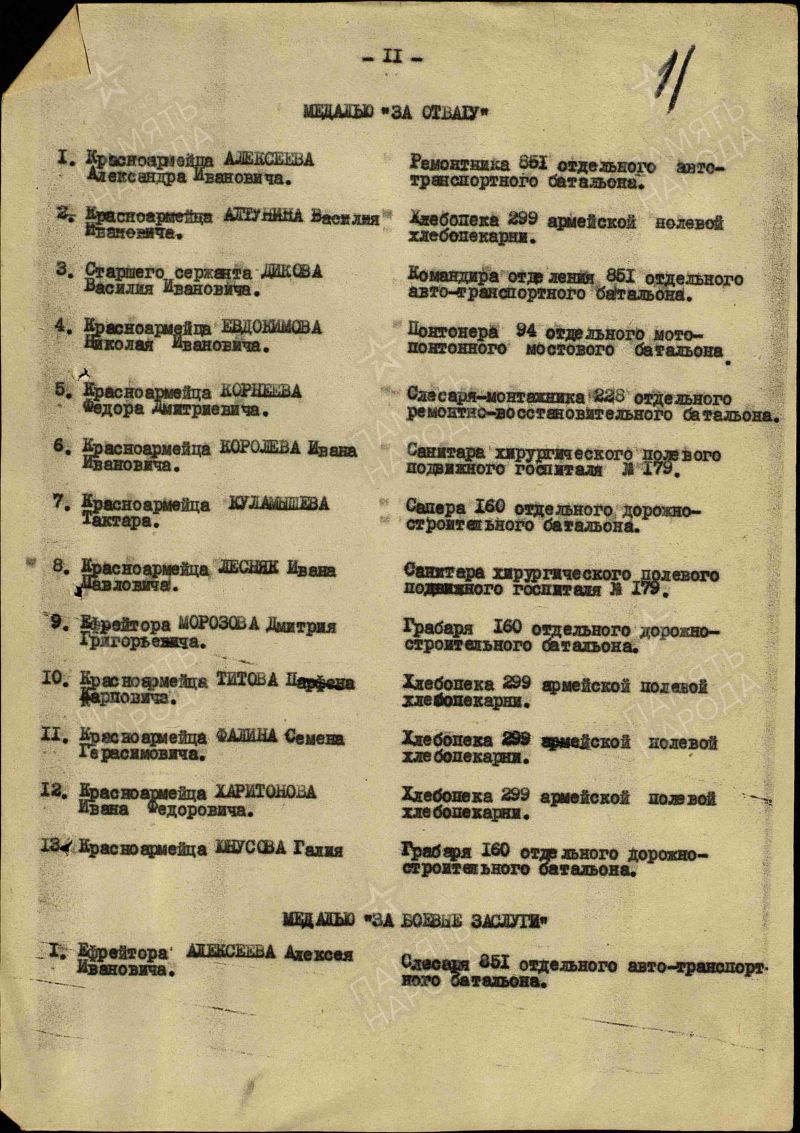 - II -
11
МЕДАЛЬЮ "ЗА ОТВАГУ"
I. Красноармейца АЛЕКСЕЕВА Ремонтника 851 отдельного авто-
Александра Ивановича. транспортного батальона.
2. Красноармейца АЛТУНИНА Василия Хлебопека 299 армейской полевой
Ивановича. хлебопекарни.
3. Старшего сержанта ДИКОВА Командира отделения 851 отдельного
Василия Ивановича. авто-транспортного батальона.
4. Красноармейца ЕВДОКИМОВА Понтонера 94 отдельного мото-
Николая Ивановича. понтонного мостового батальона.
5. Красноармейца КОРНЕЕВА Слесаря-монтажника 228 отдельного
Федора Дмитриевича. ремонтно-восстановительного батальона.
6. Красноармейца КОРОЛЕВА Ивана Санитара хирургического полевого
Ивановича. подвижного госпиталя № 179.
7. Красноармейца КУЛАМЫШЕВА Сапера 160 отдельного дорожно-
Тактара. строительного батальона.
8. Красноармейца ЛЕСНЯК Ивана Санитара хирургического полевого
Павловича. подвижного госпиталя № 179.
9. Ефрейтора МОРОЗОВА Дмитрия Грабаря 160 отдельного дорожно-
Григорьевича. строительного батальона.
10. Красноармейца ТИТОВА Парфена Хлебопека 299 армейской полевой
Карповича. хлебопекарни.
II. Красноармейца ФАЛИНА Семена Хлебопека 299 армейской полевой
Герасимовича. хлебопекарни.
12. Красноармейца ХАРИТОНОВА Хлебопека 299 армейской полевой
Ивана Федоровича. хлебопекарни.
13. Красноармейца ЮНУСОВА Галия Грабаря 160 отдельного дорожно-
строительного батальона.
МЕДАЛЬЮ "ЗА БОЕВЫЕ ЗАСЛУГИ"
I. Ефрейтора АЛЕКСЕЕВА Алексея Слесаря 851 отдельного авто-транспорт-
Ивановича. ного батальона.
ПАМЯТЬ
НАРОДА